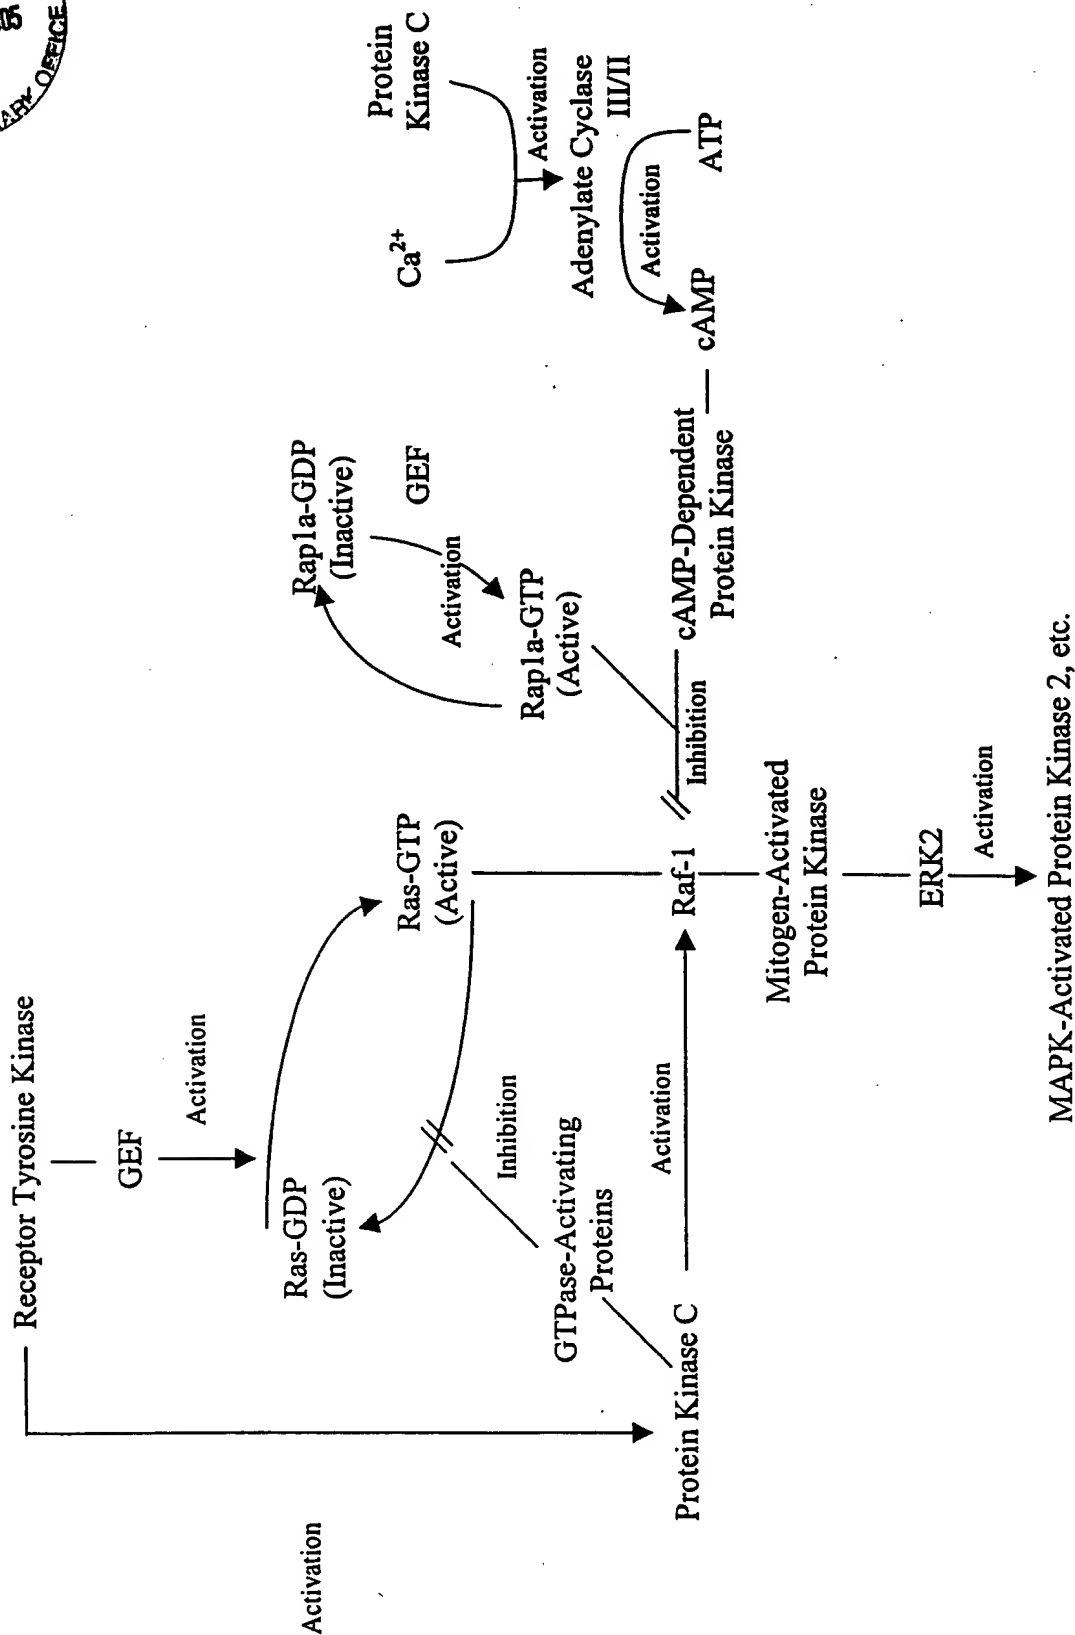 Receptor Tyrosine Kinase
GEF
Activation
Activation
Ras-GDP
(Inactive)
Ras-GTP
(Active)
Inhibition
GTPase-Activating
Proteins
Protein Kinase C
Activation
Raf-1
Rap1a-GDP
(Inactive)
GEF
Activation
Rap1a-GTP
(Active)
Inhibition
cAMP-Dependent
Protein Kinase
Ca2+
Protein
Kinase C
Activation
Adenylate Cyclase
III/II
Activation
cAMP
ATP
Mitogen-Activated
Protein Kinase
ERK2
Activation
MAPK-Activated Protein Kinase 2, etc.
OFFICE